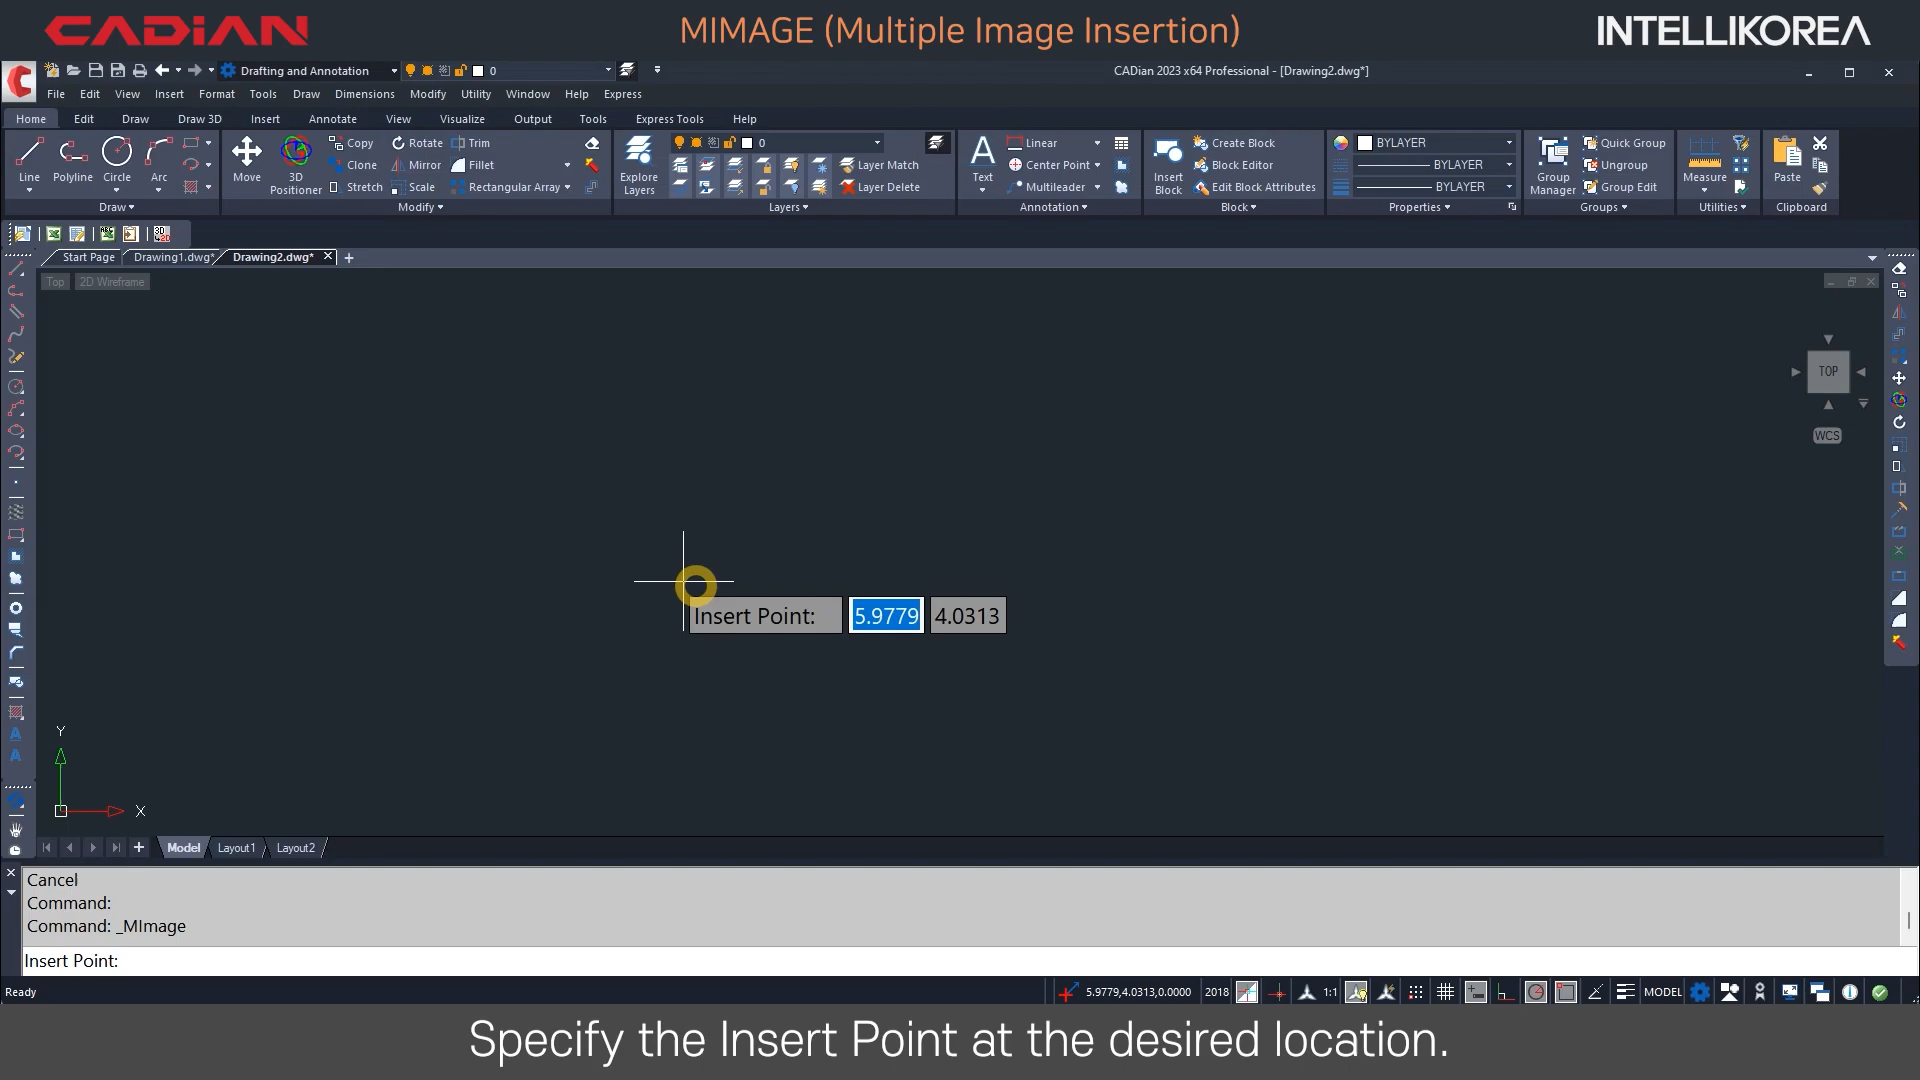 CADiAN
MIMAGE (Multiple Image Insertion)
INTELLIKOREA
Drafting and Annotation
0
CADian 2023 x64 Professional - [Drawing2.dwg*]
File Edit View Insert Format Tools Draw Dimensions Modify Utility Window Help Express
Home Edit Draw Draw 3D Insert Annotate View Visualize Output Tools Express Tools Help
Line
Polyline
Circle
Arc
Draw
Move
3D
Positioner
Copy
Clone
Stretch
Rotate
Mirror
Scale
Trim
Fillet
Rectangular Array
Modify
Explore
Layers
0
Layer Match
Layer Delete
Layers
Text
Linear
Center Point
Multileader
Annotation
Insert
Block
Create Block
Block Editor
Edit Block Attributes
Block
BYLAYER
BYLAYER
BYLAYER
Properties
Group
Manager
Quick Group
Ungroup
Group Edit
Groups
Measure
Utilities
Paste
Clipboard
Start Page Drawing1.dwg* Drawing2.dwg*
Top 2D Wireframe
TOP
WCS
Insert Point: 5.9779 4.0313
Y
X
Model Layout1 Layout2
Cancel
Command:
Command: _MImage
Insert Point:
Ready
5.9779,4.0313,0.0000 2018 1:1 MODEL
Specify the Insert Point at the desired location.